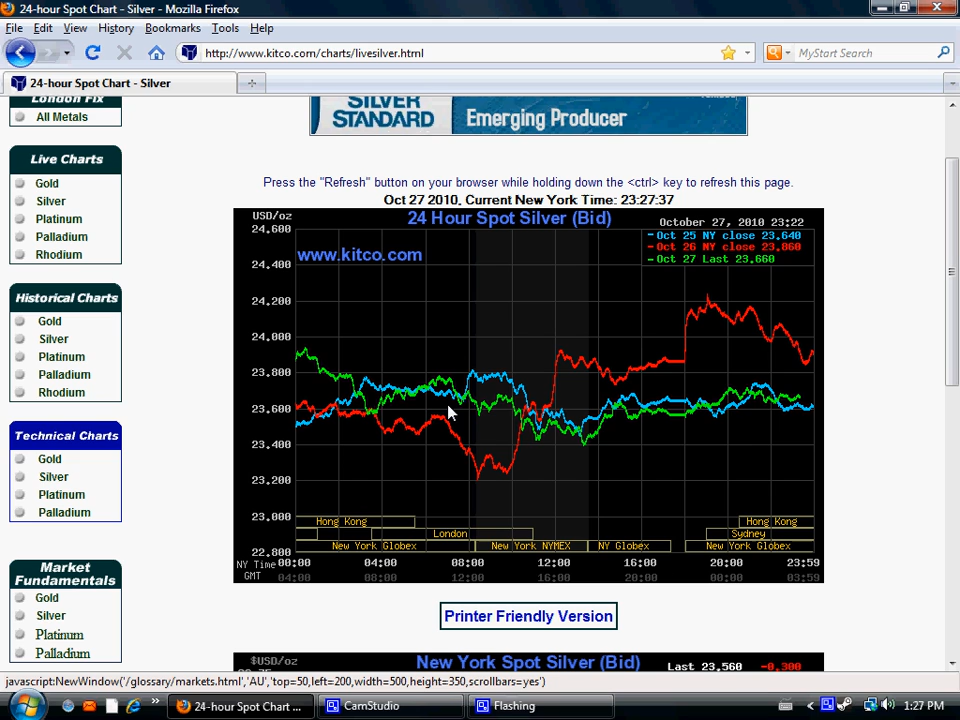 24-hour Spot Chart - Silver - Mozilla Firefox
File Edit View History Bookmarks Tools Help
http://www.kitco.com/charts/livesilver.html
MyStart Search
24-hour Spot Chart - Silver
London Fix
All Metals
Live Charts
Gold
Silver
Platinum
Palladium
Rhodium
Historical Charts
Gold
Silver
Platinum
Palladium
Rhodium
Technical Charts
Gold
Silver
Platinum
Palladium
Market
Fundamentals
Gold
Silver
Platinum
Palladium
SILVER
STANDARD
Emerging Producer
Press the "Refresh" button on your browser while holding down the <ctrl> key to refresh this page.
Oct 27 2010, Current New York Time: 23:27:37
USD/oz
24 Hour Spot Silver (Bid)
October 27, 2010 23:22
www.kitco.com
Oct 25 NY close 23.640
Oct 26 NY close 23.860
Oct 27 Last 23.660
24.600
24.400
24.200
24.000
23.800
23.600
23.400
23.200
23.000
22.800
Hong Kong
Hong Kong
London
Sydney
New York Globex
New York NYMEX
NY Globex
New York Globex
NY Time 00:00 04:00 08:00 12:00 16:00 20:00 23:59
GMT 04:00 08:00 12:00 16:00 20:00 00:00 03:59
Printer Friendly Version
$USD/oz
New York Spot Silver (Bid)
Last 23.560 -0.300
javascript:NewWindow('/glossary/markets.html','AU','top=50,left=200,width=500,height=350,scrollbars=yes')
24-hour Spot Chart ...
CamStudio
Flashing
1:27 PM